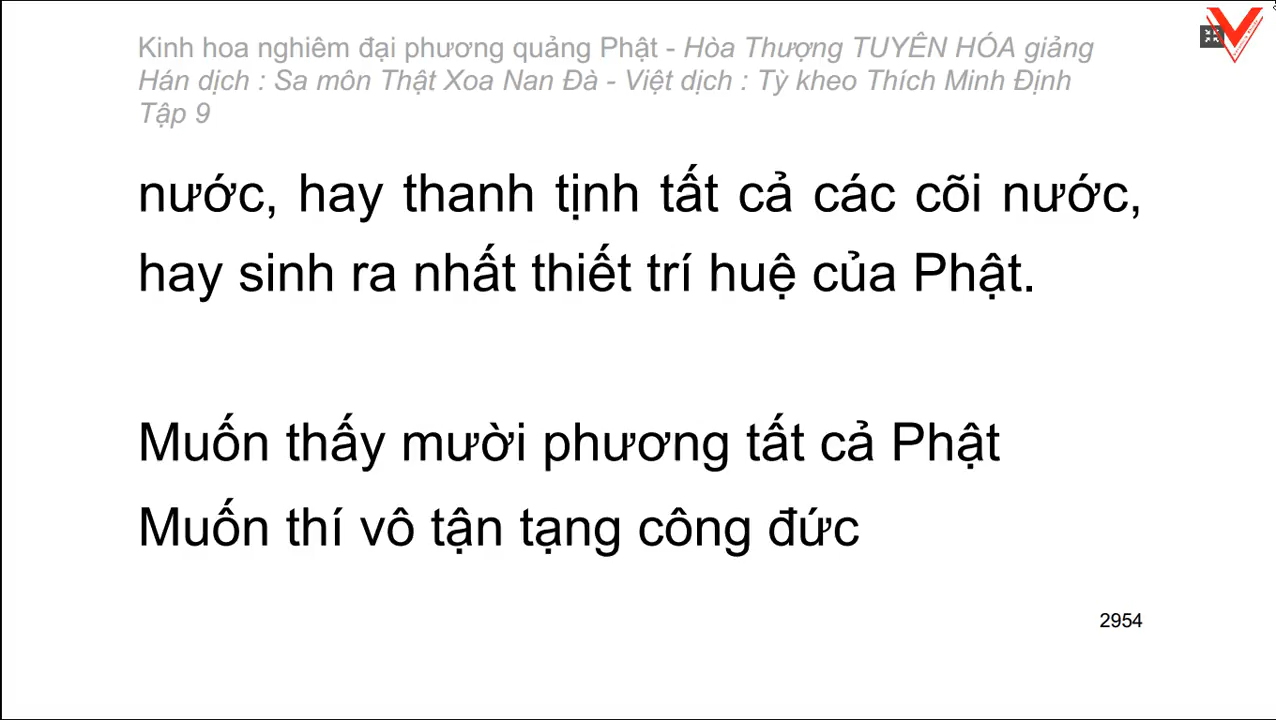 Kinh hoa nghiêm đại phương quảng Phật - Hòa Thượng TUYÊN HÓA giảng
Hán dịch : Sa môn Thật Xoa Nan Đà - Việt dịch : Tỳ kheo Thích Minh Định
Tập 9
nước, hay thanh tịnh tất cả các cõi nước,
hay sinh ra nhất thiết trí huệ của Phật.
Muốn thấy mười phương tất cả Phật
Muốn thí vô tận tạng công đức
2954